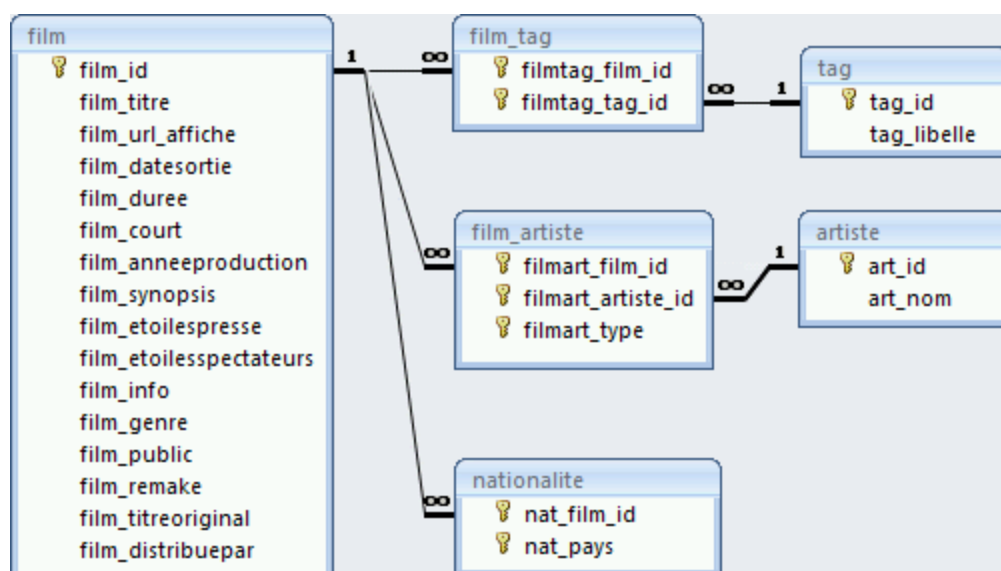 film
film_id
film_titre
film_url_affiche
film_datesortie
film_duree
film_court
film_anneeproduction
film_synopsis
film_etoilespresse
film_etoilesspectateurs
film_info
film_genre
film_public
film_remake
film_titreoriginal
film_distribuepar
1
∞
film_tag
filmtag_film_id
filmtag_tag_id
∞
1
tag
tag_id
tag_libelle
∞
film_artiste
filmart_film_id
filmart_artiste_id
filmart_type
∞
1
artiste
art_id
art_nom
∞
nationalite
nat_film_id
nat_pays